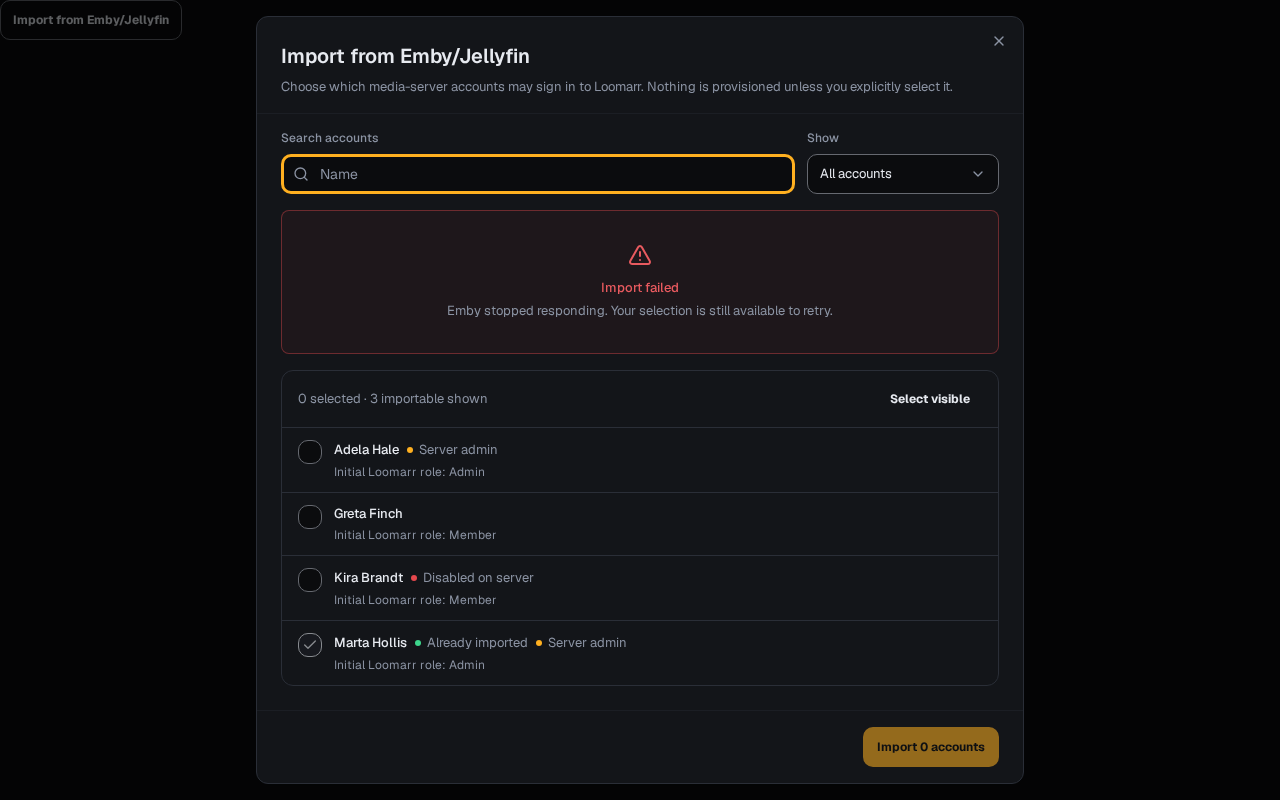 Import from Emby/Jellyfin
Import from Emby/Jellyfin
Choose which media-server accounts may sign in to Loomarr. Nothing is provisioned unless you explicitly select it.
Search accounts
Show
Name
All accounts
Import failed
Emby stopped responding. Your selection is still available to retry.
0 selected · 3 importable shown
Select visible
Adela Hale Server admin
Initial Loomarr role: Admin
Greta Finch
Initial Loomarr role: Member
Kira Brandt Disabled on server
Initial Loomarr role: Member
Marta Hollis Already imported Server admin
Initial Loomarr role: Admin
Import 0 accounts